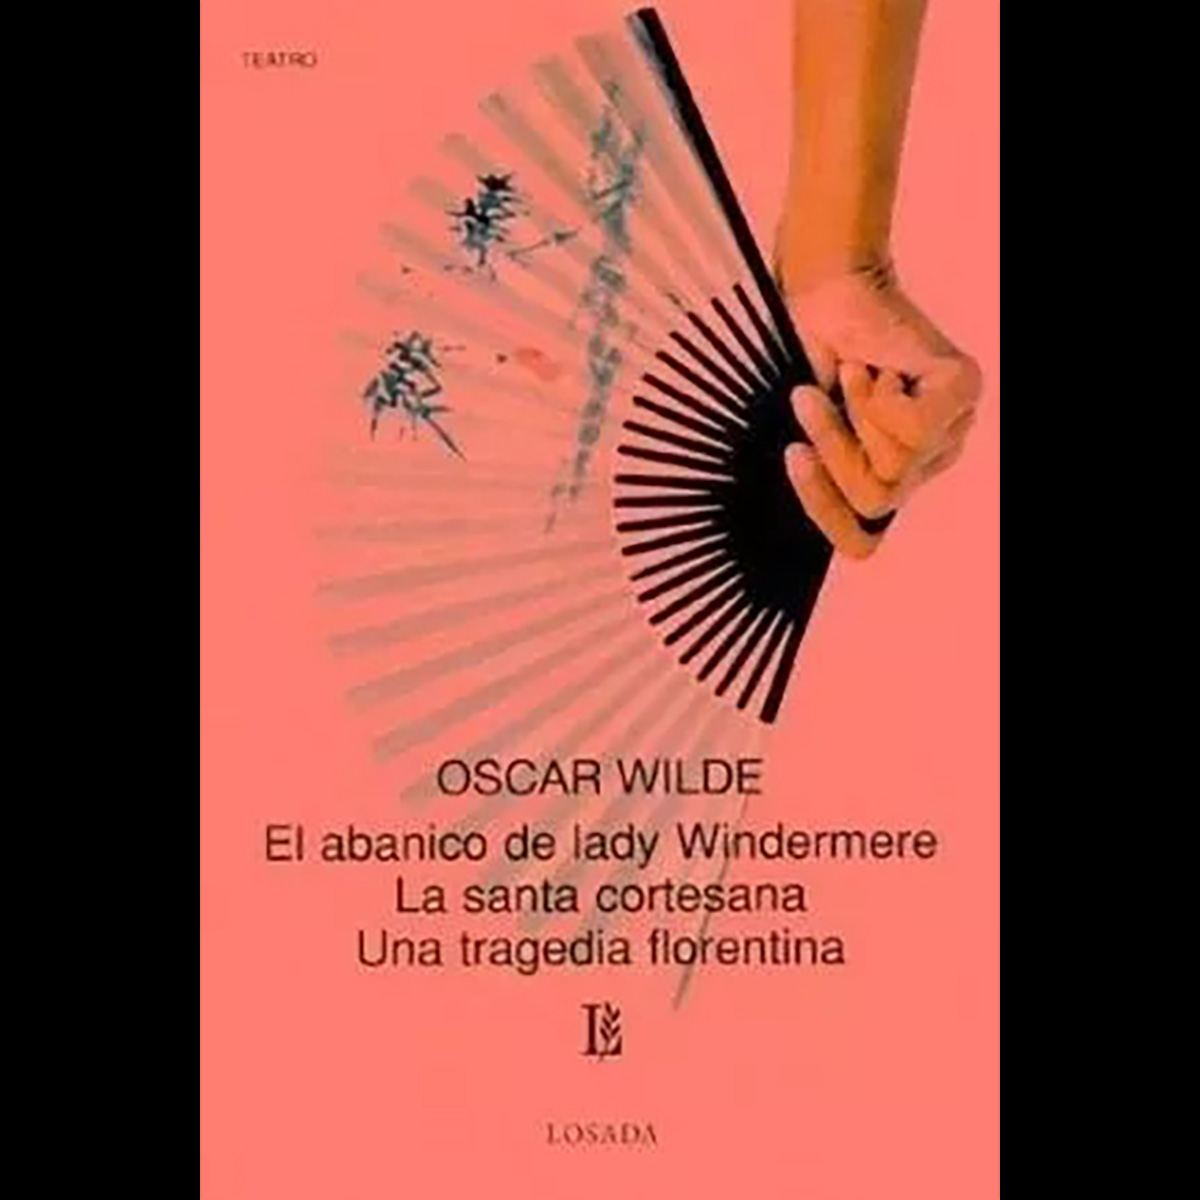 TEATRO
OSCAR WILDE
El abanico de lady Windermere
La santa cortesana
Una tragedia florentina
L
LOSADA